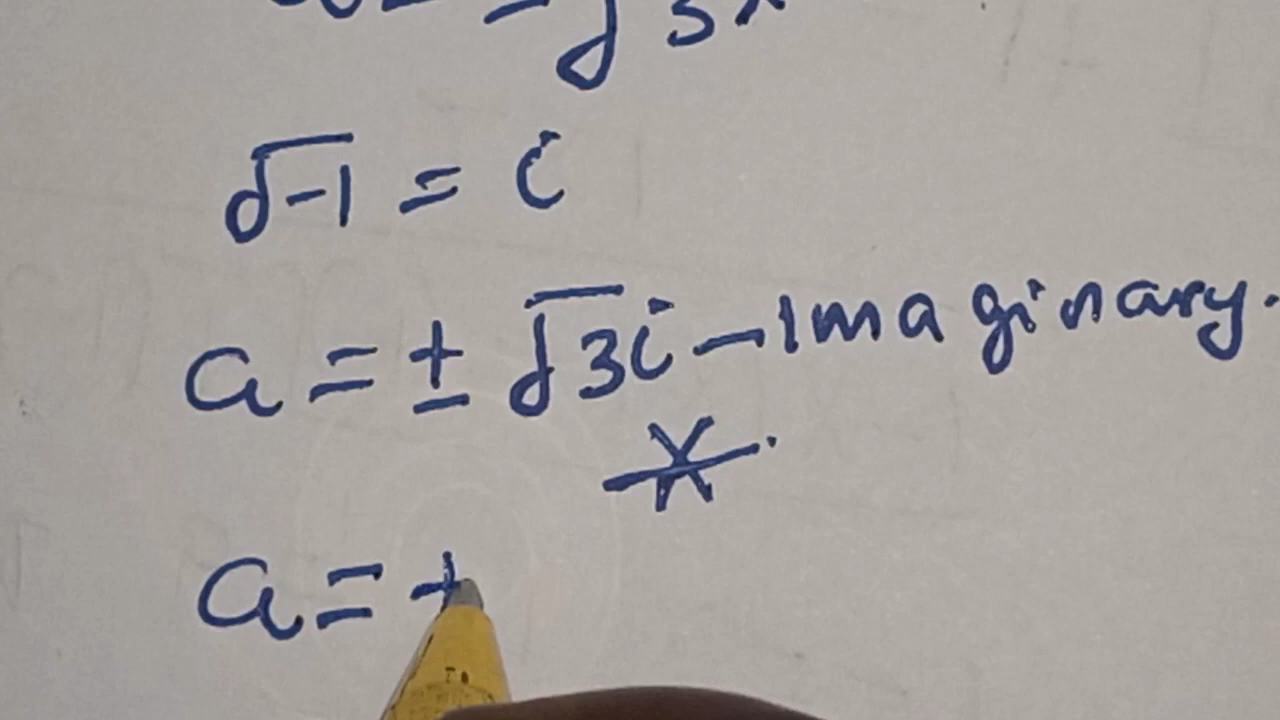 √-1 = i
a = ± √3i - Imaginary.
a = +